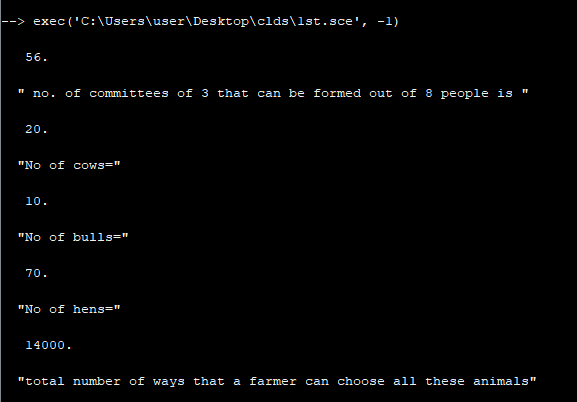 --> exec('C:\Users\user\Desktop\clds\1st.sce', -1)
56.
" no. of committees of 3 that can be formed out of 8 people is "
20.
"No of cows="
10.
"No of bulls="
70.
"No of hens="
14000.
"total number of ways that a farmer can choose all these animals"